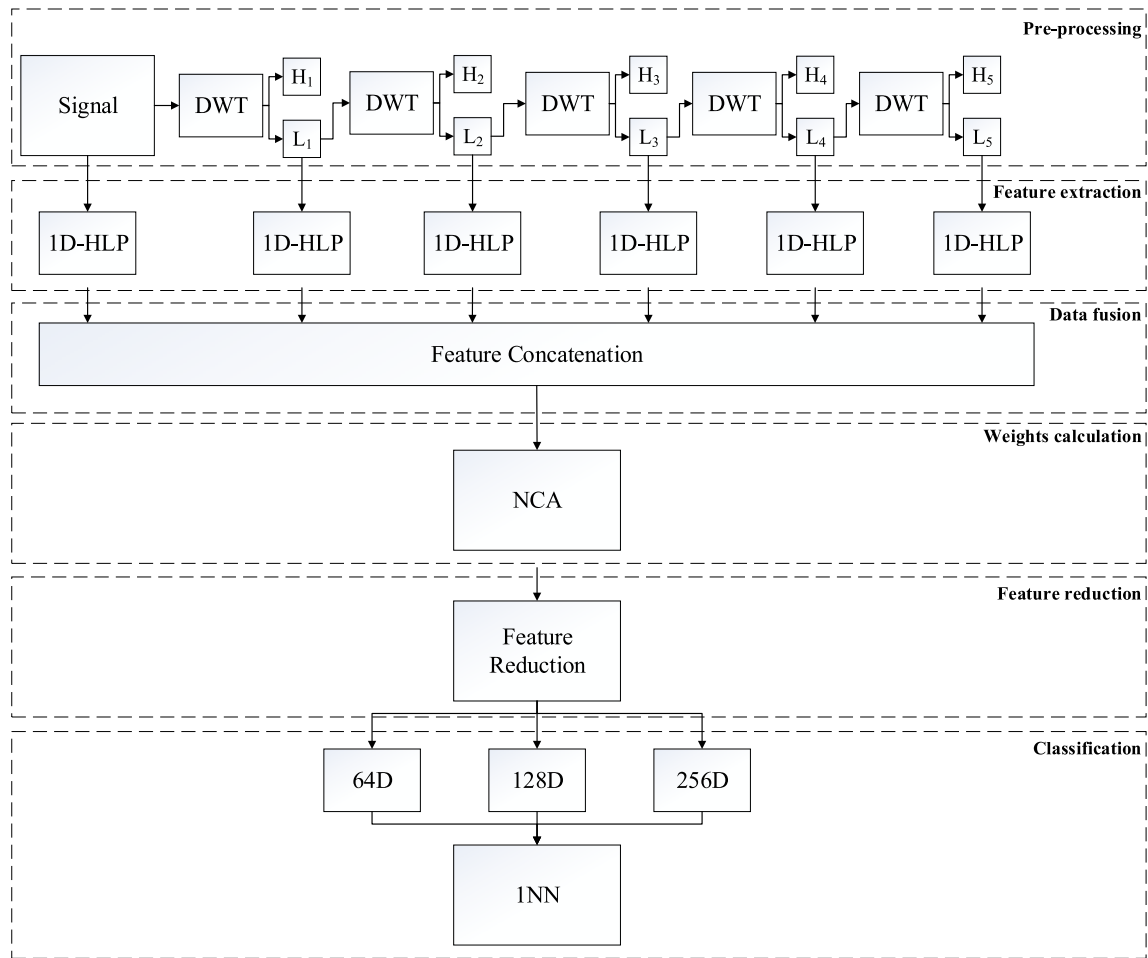 Pre-processing
Signal
DWT
H₁
L₁
DWT
H₂
L₂
DWT
H₃
L₃
DWT
H₄
L₄
DWT
H₅
L₅
Feature extraction
1D-HLP
1D-HLP
1D-HLP
1D-HLP
1D-HLP
1D-HLP
Data fusion
Feature Concatenation
Weights calculation
NCA
Feature reduction
Feature
Reduction
Classification
64D
128D
256D
1NN